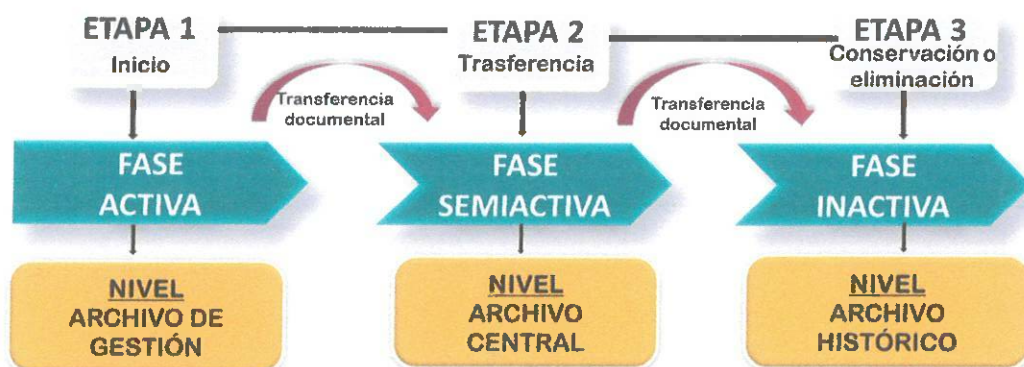 ETAPA 1
Inicio
ETAPA 2
Trasferencia
ETAPA 3
Conservación o
eliminación
Transferencia
documental
Transferencia
documental
FASE
ACTIVA
FASE
SEMIACTIVA
FASE
INACTIVA
NIVEL
ARCHIVO DE
GESTIÓN
NIVEL
ARCHIVO
CENTRAL
NIVEL
ARCHIVO
HISTÓRICO